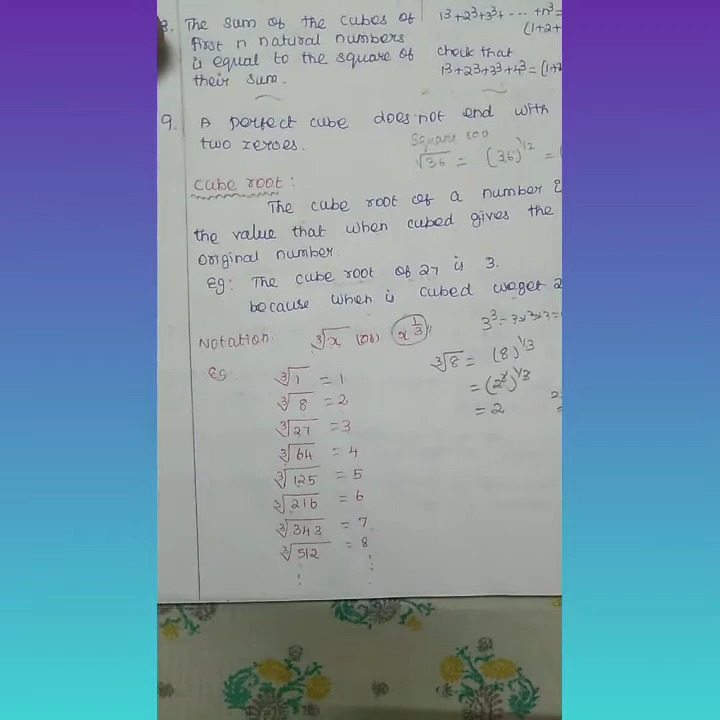 8. The sum of the cubes of
first n natural numbers
is equal to the square of
their sum.
1³+2³+3³+ --- +n³=
(1+2+
check that
1³+2³+3³+4³=(1+2
9. A perfect cube does not end with
two zeroes.
Square root
√36 = (36)^1/2 =
Cube root:
The cube root of a number is
the value that when cubed gives the
original number.
eg: The cube root of 27 is 3.
because when is cubed we get 2
3³=3×3×3=
Notation: ∛x (or) x^1/3
Eg:
∛1 = 1
∛8 = 2
∛27 = 3
∛64 = 4
∛125 = 5
∛216 = 6
∛343 = 7
∛512 = 8
∛8 = (8)^1/3
= (2³)^1/3
= 2